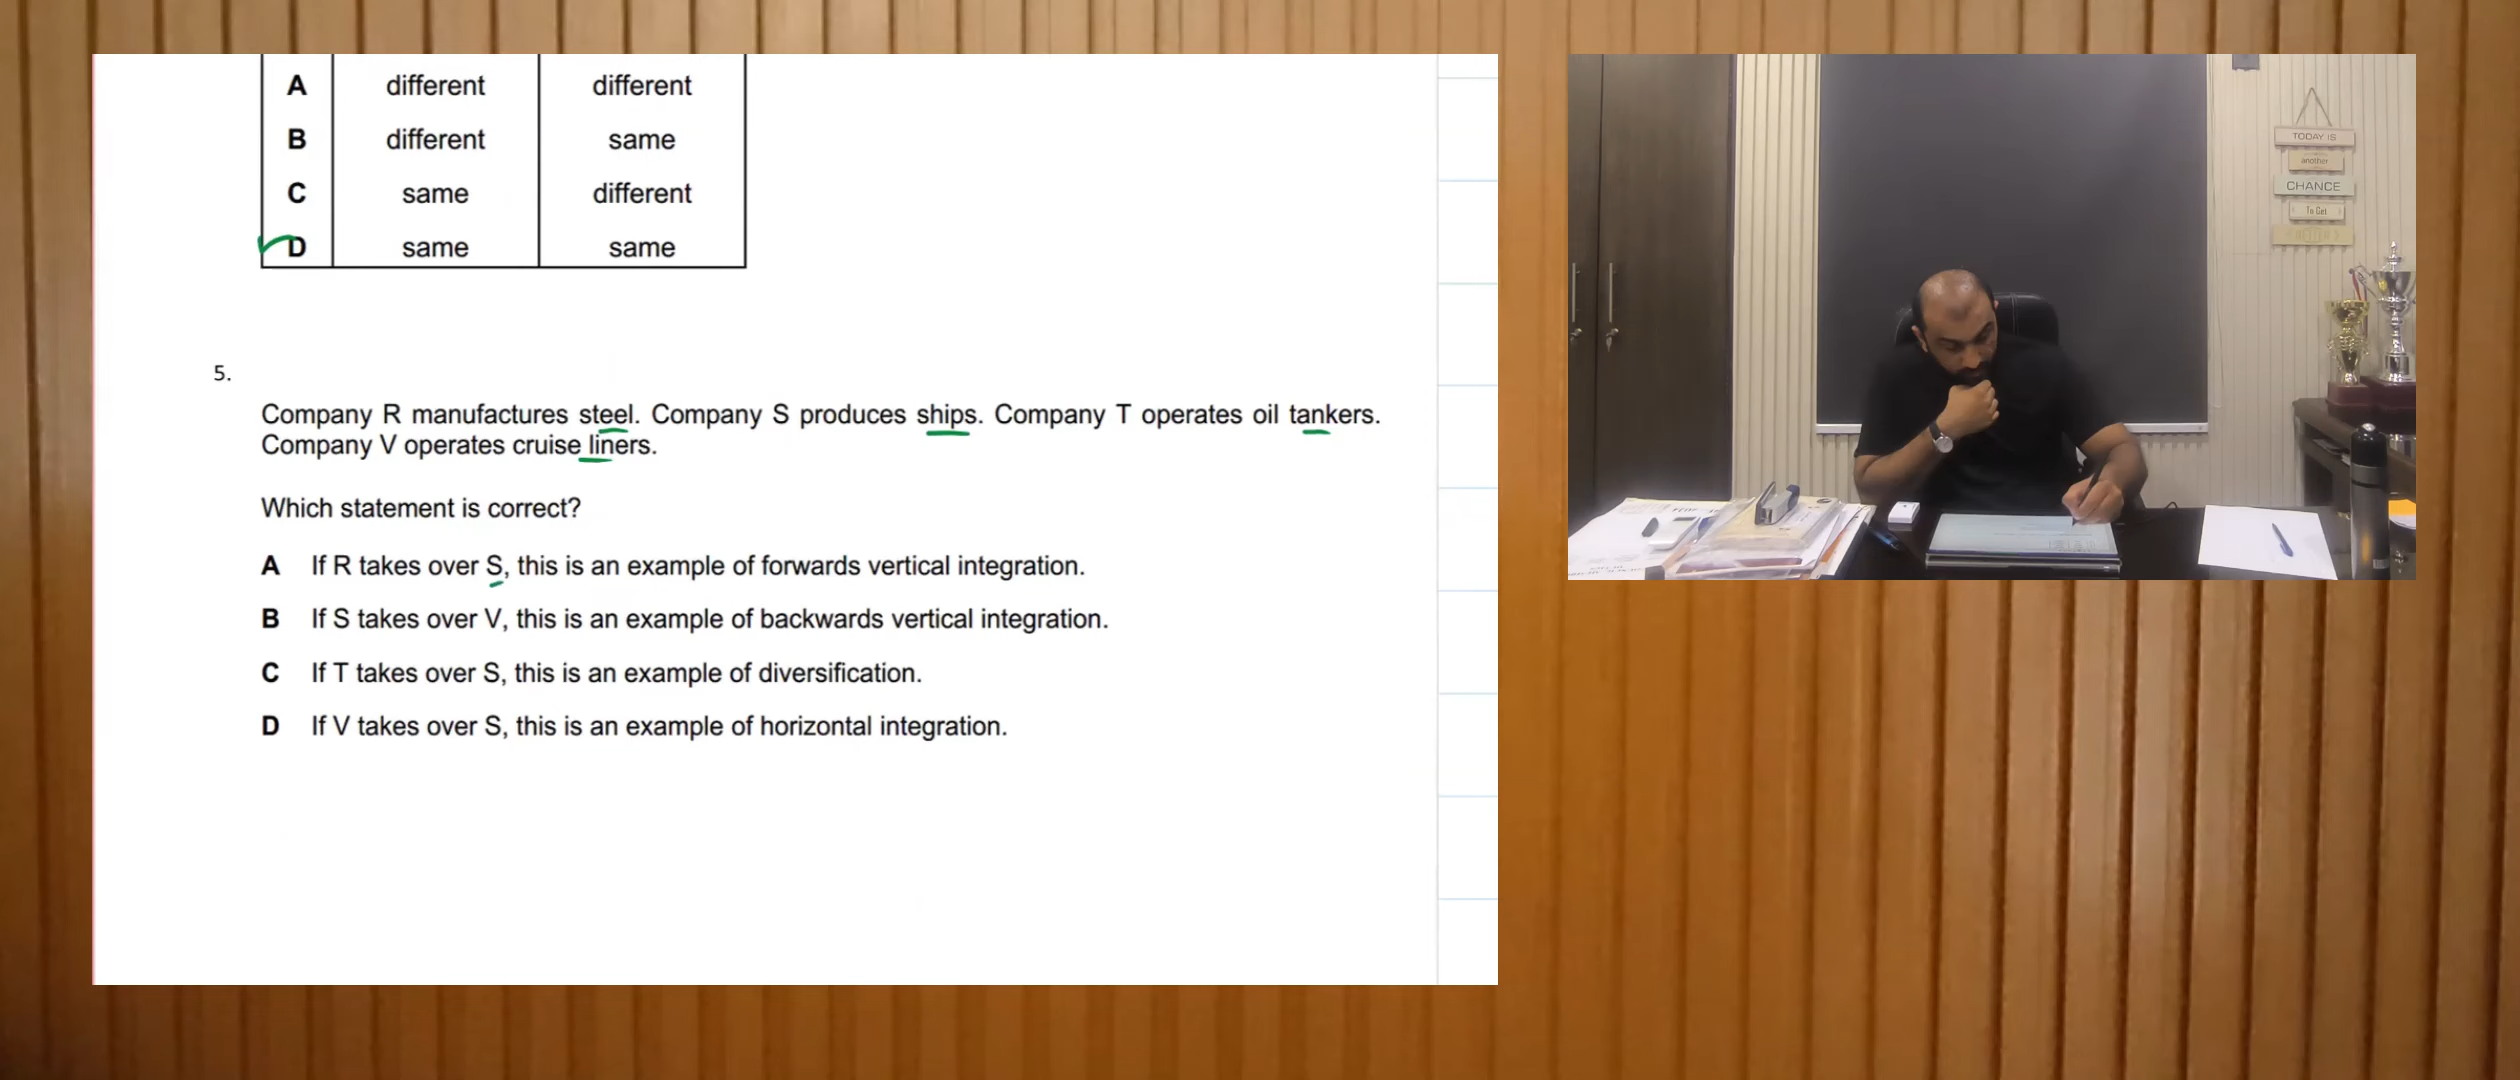 A different different
B different same
C same different
D same same
5.
Company R manufactures steel. Company S produces ships. Company T operates oil tankers.
Company V operates cruise liners.
Which statement is correct?
A If R takes over S, this is an example of forwards vertical integration.
B If S takes over V, this is an example of backwards vertical integration.
C If T takes over S, this is an example of diversification.
D If V takes over S, this is an example of horizontal integration.
TODAY IS
another
CHANCE
To Get